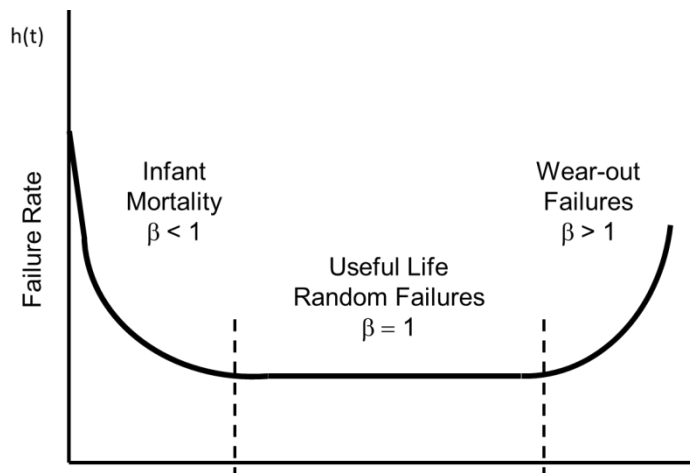 h(t)
Failure Rate
Infant
Mortality
β < 1
Useful Life
Random Failures
β = 1
Wear-out
Failures
β > 1